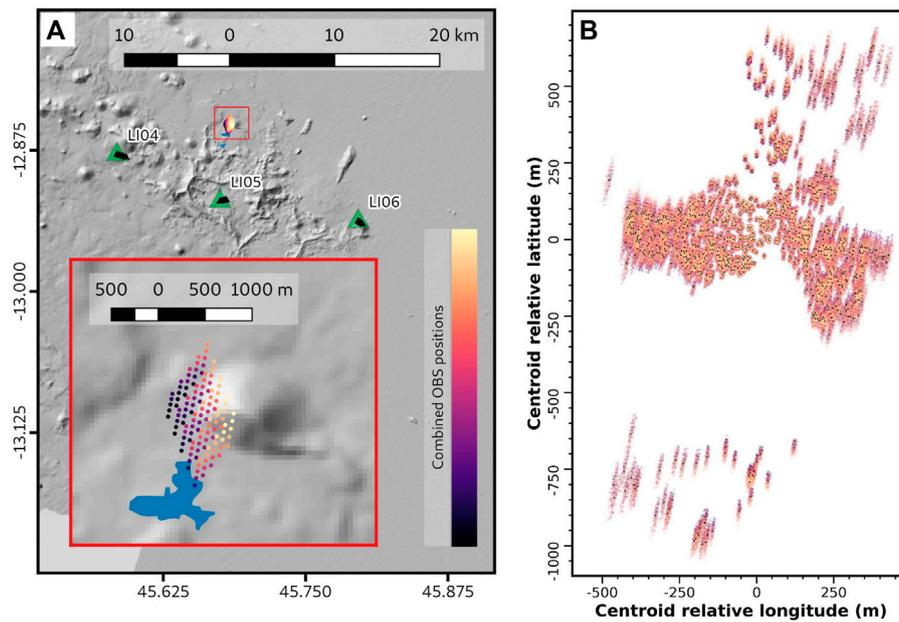 A
10 0 10 20 km
LI04
LI05
LI06
-12.875
-13.000
-13.125
500 0 500 1000 m
Combined OBS positions
45.625 45.750 45.875
B
500
250
0
-250
-500
-750
-1000
Centroid relative latitude (m)
-500 -250 0 250
Centroid relative longitude (m)